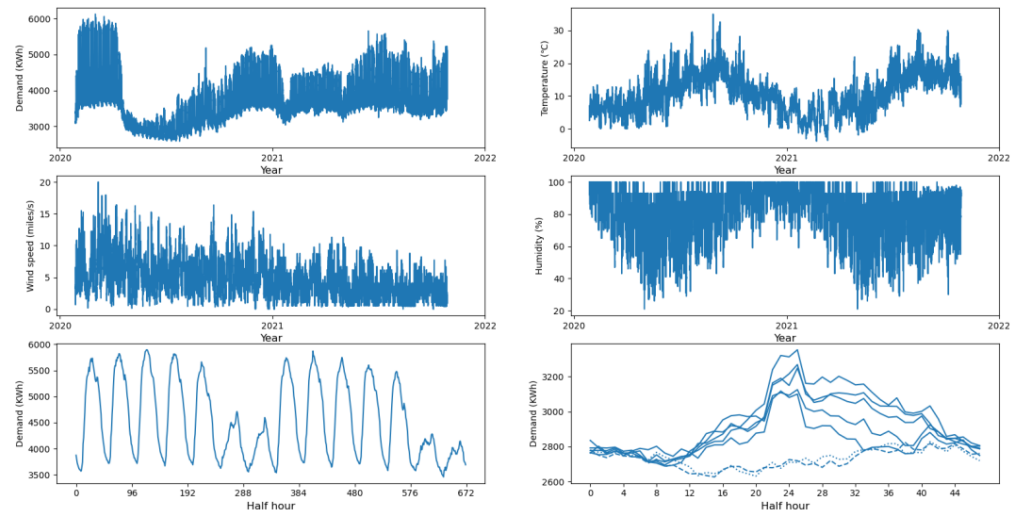 Demand (KWh)
6000
5000
4000
3000
2020
2021
2022
Year
Temperature (℃)
30
20
10
0
2020
2021
2022
Year
Wind speed (miles/s)
20
15
10
5
0
2020
2021
2022
Year
Humidity (%)
100
80
60
40
20
2020
2021
2022
Year
Demand (KWh)
6000
5500
5000
4500
4000
3500
0 96 192 288 384 480 576 672
Half hour
Demand (KWh)
3200
3000
2800
2600
0 4 8 12 16 20 24 28 32 36 40 44
Half hour